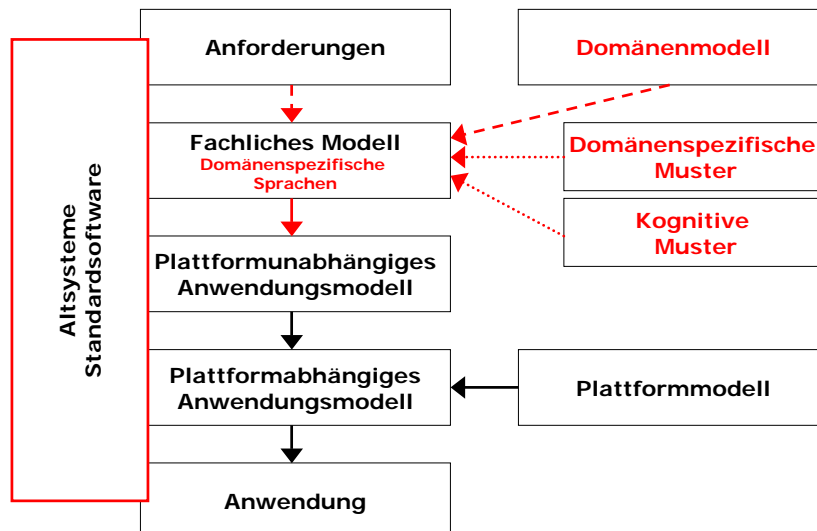 Anforderungen
Domänenmodell
Fachliches Modell
Domänenspezifische
Sprachen
Domänenspezifische
Muster
Kognitive
Muster
Altsysteme
Standardsoftware
Plattformunabhängiges
Anwendungsmodell
Plattformabhängiges
Anwendungsmodell
Plattformmodell
Anwendung